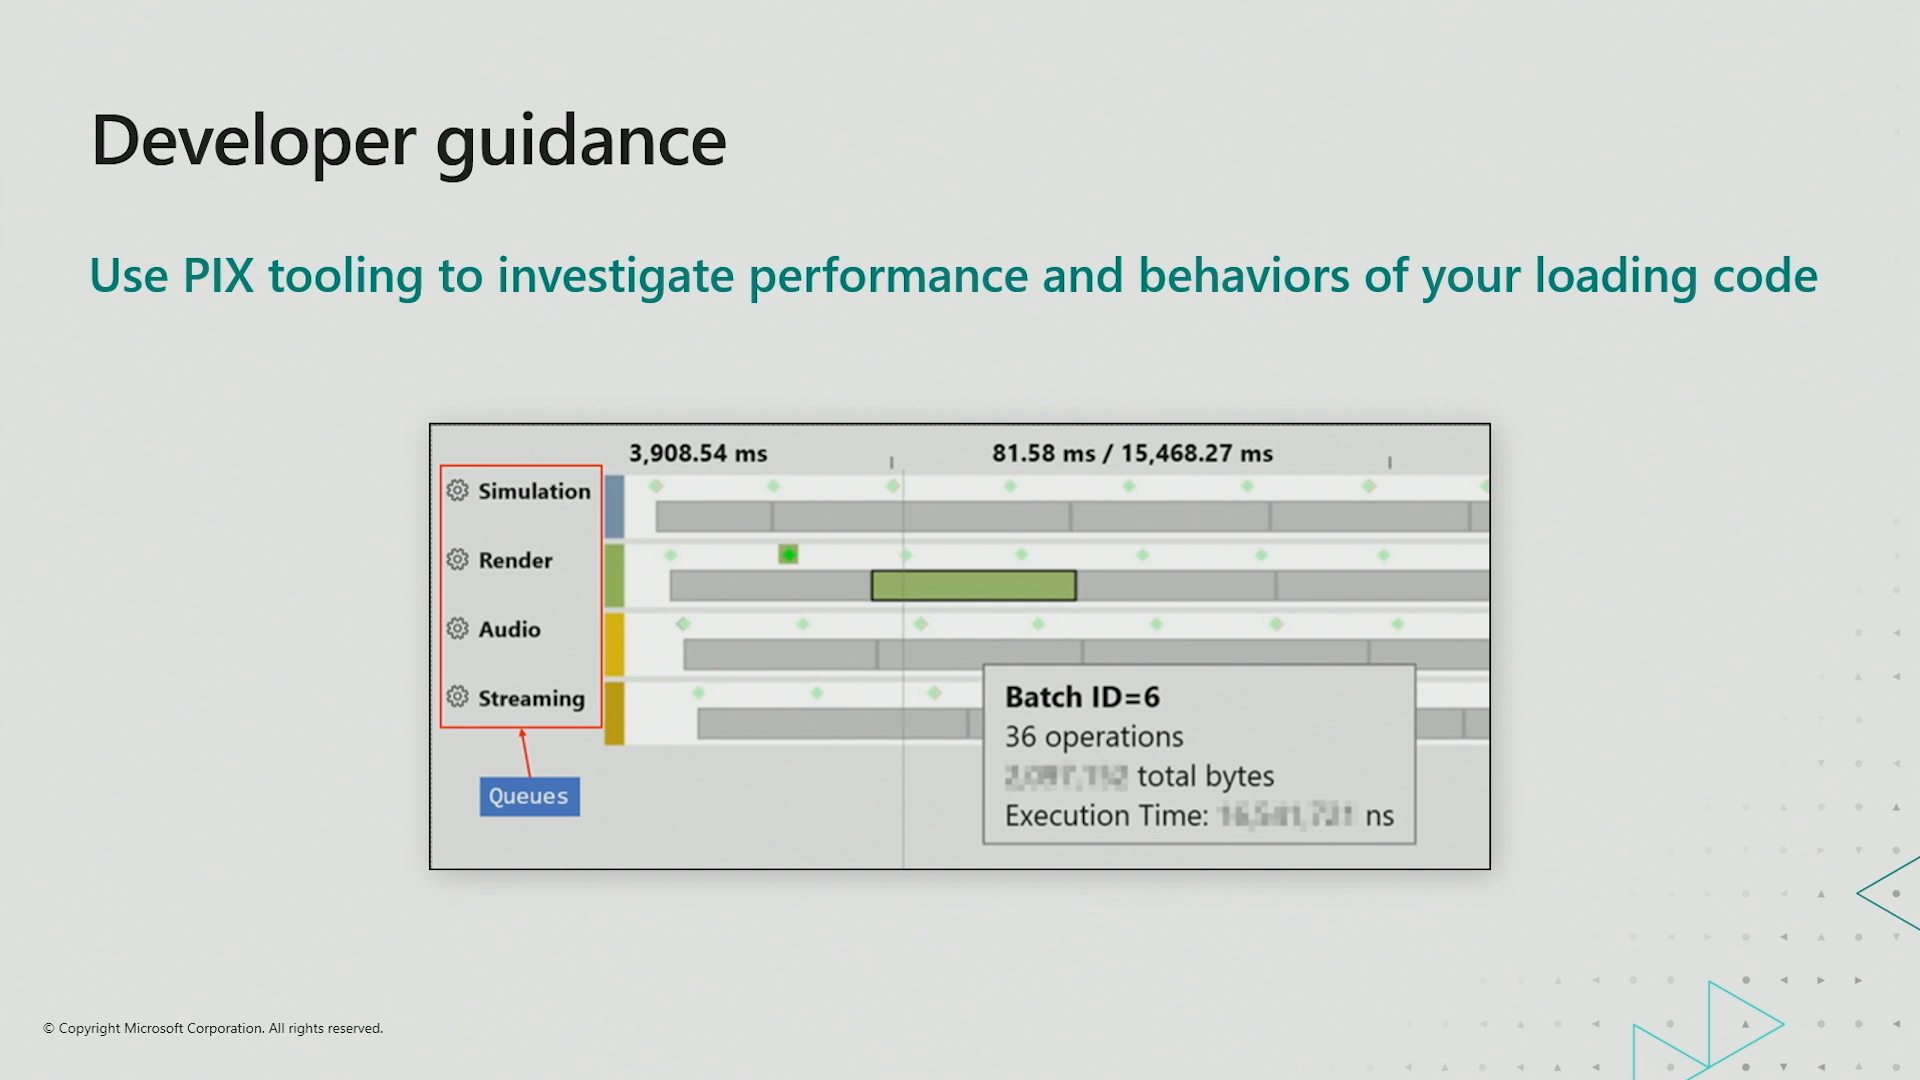 Developer guidance
Use PIX tooling to investigate performance and behaviors of your loading code
3,908.54 ms
81.58 ms / 15,468.27 ms
Simulation
Render
Audio
Streaming
Queues
Batch ID=6
36 operations
total bytes
Execution Time: ns
© Copyright Microsoft Corporation. All rights reserved.